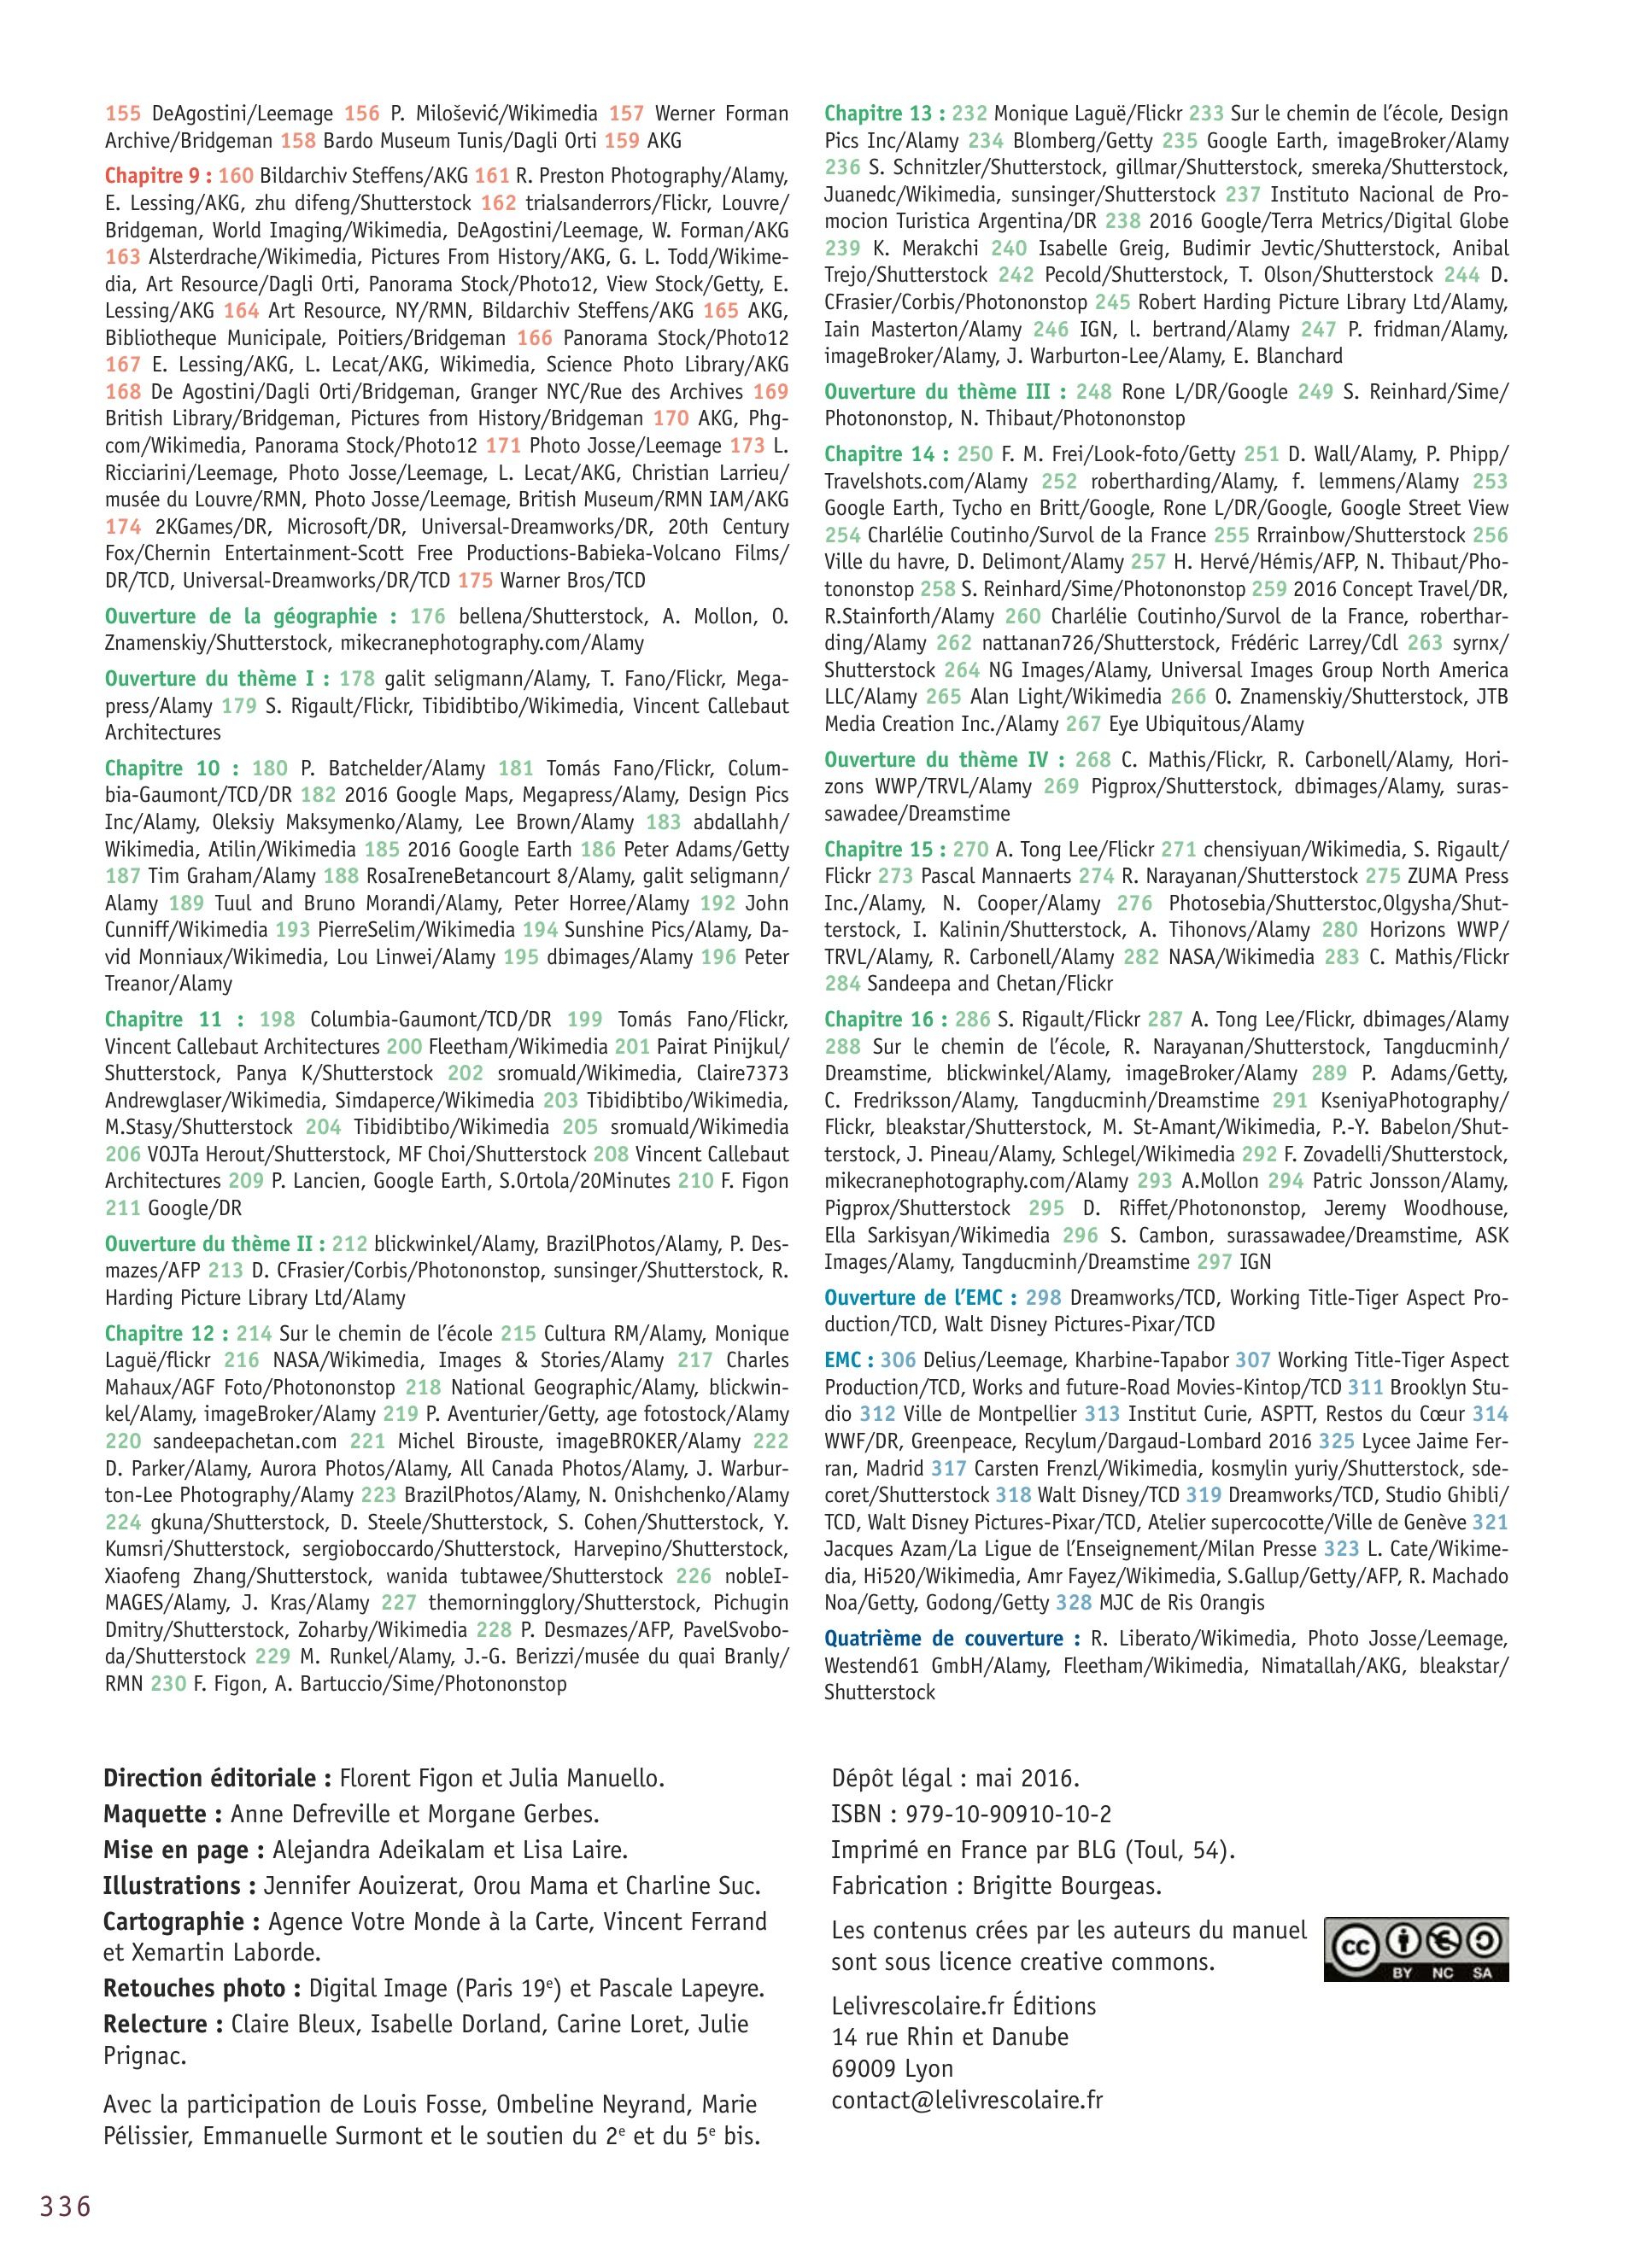 155 DeAgostini/Leemage 156 P. Milošević/Wikimedia 157 Werner Forman
Archive/Bridgeman 158 Bardo Museum Tunis/Dagli Orti 159 AKG
Chapitre 9 : 160 Bildarchiv Steffens/AKG 161 R. Preston Photography/Alamy,
E. Lessing/AKG, zhu difeng/Shutterstock 162 trialsanderrors/Flickr, Louvre/
Bridgeman, World Imaging/Wikimedia, DeAgostini/Leemage, W. Forman/AKG
163 Alsterdrache/Wikimedia, Pictures From History/AKG, G. L. Todd/Wikime-
dia, Art Resource/Dagli Orti, Panorama Stock/Photo12, View Stock/Getty, E.
Lessing/AKG 164 Art Resource, NY/RMN, Bildarchiv Steffens/AKG 165 AKG,
Bibliotheque Municipale, Poitiers/Bridgeman 166 Panorama Stock/Photo12
167 E. Lessing/AKG, L. Lecat/AKG, Wikimedia, Science Photo Library/AKG
168 De Agostini/Dagli Orti/Bridgeman, Granger NYC/Rue des Archives 169
British Library/Bridgeman, Pictures from History/Bridgeman 170 AKG, Phg-
com/Wikimedia, Panorama Stock/Photo12 171 Photo Josse/Leemage 173 L.
Ricciarini/Leemage, Photo Josse/Leemage, L. Lecat/AKG, Christian Larrieu/
musée du Louvre/RMN, Photo Josse/Leemage, British Museum/RMN IAM/AKG
174 2KGames/DR, Microsoft/DR, Universal-Dreamworks/DR, 20th Century
Fox/Chernin Entertainment-Scott Free Productions-Babieka-Volcano Films/
DR/TCD, Universal-Dreamworks/DR/TCD 175 Warner Bros/TCD
Ouverture de la géographie : 176 bellena/Shutterstock, A. Mollon, O.
Znamenskiy/Shutterstock, mikecranephotography.com/Alamy
Ouverture du thème I : 178 galit seligmann/Alamy, T. Fano/Flickr, Mega-
press/Alamy 179 S. Rigault/Flickr, Tibidibtibo/Wikimedia, Vincent Callebaut
Architectures
Chapitre 10 : 180 P. Batchelder/Alamy 181 Tomás Fano/Flickr, Colum-
bia-Gaumont/TCD/DR 182 2016 Google Maps, Megapress/Alamy, Design Pics
Inc/Alamy, Oleksiy Maksymenko/Alamy, Lee Brown/Alamy 183 abdallahh/
Wikimedia, Atilin/Wikimedia 185 2016 Google Earth 186 Peter Adams/Getty
187 Tim Graham/Alamy 188 RosaIreneBetancourt 8/Alamy, galit seligmann/
Alamy 189 Tuul and Bruno Morandi/Alamy, Peter Horree/Alamy 192 John
Cunniff/Wikimedia 193 PierreSelim/Wikimedia 194 Sunshine Pics/Alamy, Da-
vid Monniaux/Wikimedia, Lou Linwei/Alamy 195 dbimages/Alamy 196 Peter
Treanor/Alamy
Chapitre 11 : 198 Columbia-Gaumont/TCD/DR 199 Tomás Fano/Flickr,
Vincent Callebaut Architectures 200 Fleetham/Wikimedia 201 Pairat Pinijkul/
Shutterstock, Panya K/Shutterstock 202 sromuald/Wikimedia, Claire7373
Andrewglaser/Wikimedia, Simdaperce/Wikimedia 203 Tibidibtibo/Wikimedia,
M.Stasy/Shutterstock 204 Tibidibtibo/Wikimedia 205 sromuald/Wikimedia
206 VOJTa Herout/Shutterstock, MF Choi/Shutterstock 208 Vincent Callebaut
Architectures 209 P. Lancien, Google Earth, S.Ortola/20Minutes 210 F. Figon
211 Google/DR
Ouverture du thème II : 212 blickwinkel/Alamy, BrazilPhotos/Alamy, P. Des-
mazes/AFP 213 D. CFrasier/Corbis/Photononstop, sunsinger/Shutterstock, R.
Harding Picture Library Ltd/Alamy
Chapitre 12 : 214 Sur le chemin de l'école 215 Cultura RM/Alamy, Monique
Laguë/flickr 216 NASA/Wikimedia, Images & Stories/Alamy 217 Charles
Mahaux/AGF Foto/Photononstop 218 National Geographic/Alamy, blickwin-
kel/Alamy, imageBroker/Alamy 219 P. Aventurier/Getty, age fotostock/Alamy
220 sandeepachetan.com 221 Michel Birouste, imageBROKER/Alamy 222
D. Parker/Alamy, Aurora Photos/Alamy, All Canada Photos/Alamy, J. Warbur-
ton-Lee Photography/Alamy 223 BrazilPhotos/Alamy, N. Onishchenko/Alamy
224 gkuna/Shutterstock, D. Steele/Shutterstock, S. Cohen/Shutterstock, Y.
Kumsri/Shutterstock, sergioboccardo/Shutterstock, Harvepino/Shutterstock,
Xiaofeng Zhang/Shutterstock, wanida tubtawee/Shutterstock 226 nobleI-
MAGES/Alamy, J. Kras/Alamy 227 themorningglory/Shutterstock, Pichugin
Dmitry/Shutterstock, Zoharby/Wikimedia 228 P. Desmazes/AFP, PavelSvobo-
da/Shutterstock 229 M. Runkel/Alamy, J.-G. Berizzi/musée du quai Branly/
RMN 230 F. Figon, A. Bartuccio/Sime/Photononstop
Chapitre 13 : 232 Monique Laguë/Flickr 233 Sur le chemin de l'école, Design
Pics Inc/Alamy 234 Blomberg/Getty 235 Google Earth, imageBroker/Alamy
236 S. Schnitzler/Shutterstock, gillmar/Shutterstock, smereka/Shutterstock,
Juanedc/Wikimedia, sunsinger/Shutterstock 237 Instituto Nacional de Pro-
mocion Turistica Argentina/DR 238 2016 Google/Terra Metrics/Digital Globe
239 K. Merakchi 240 Isabelle Greig, Budimir Jevtic/Shutterstock, Anibal
Trejo/Shutterstock 242 Pecold/Shutterstock, T. Olson/Shutterstock 244 D.
CFrasier/Corbis/Photononstop 245 Robert Harding Picture Library Ltd/Alamy,
Iain Masterton/Alamy 246 IGN, l. bertrand/Alamy 247 P. fridman/Alamy,
imageBroker/Alamy, J. Warburton-Lee/Alamy, E. Blanchard
Ouverture du thème III : 248 Rone L/DR/Google 249 S. Reinhard/Sime/
Photononstop, N. Thibaut/Photononstop
Chapitre 14 : 250 F. M. Frei/Look-foto/Getty 251 D. Wall/Alamy, P. Phipp/
Travelshots.com/Alamy 252 robertharding/Alamy, f. lemmens/Alamy 253
Google Earth, Tycho en Britt/Google, Rone L/DR/Google, Google Street View
254 Charlélie Coutinho/Survol de la France 255 Rrrainbow/Shutterstock 256
Ville du havre, D. Delimont/Alamy 257 H. Hervé/Hémis/AFP, N. Thibaut/Pho-
tononstop 258 S. Reinhard/Sime/Photononstop 259 2016 Concept Travel/DR,
R.Stainforth/Alamy 260 Charlélie Coutinho/Survol de la France, roberthar-
ding/Alamy 262 nattanan726/Shutterstock, Frédéric Larrey/Cdl 263 syrnx/
Shutterstock 264 NG Images/Alamy, Universal Images Group North America
LLC/Alamy 265 Alan Light/Wikimedia 266 O. Znamenskiy/Shutterstock, JTB
Media Creation Inc./Alamy 267 Eye Ubiquitous/Alamy
Ouverture du thème IV : 268 C. Mathis/Flickr, R. Carbonell/Alamy, Hori-
zons WWP/TRVL/Alamy 269 Pigprox/Shutterstock, dbimages/Alamy, suras-
sawadee/Dreamstime
Chapitre 15 : 270 A. Tong Lee/Flickr 271 chensiyuan/Wikimedia, S. Rigault/
Flickr 273 Pascal Mannaerts 274 R. Narayanan/Shutterstock 275 ZUMA Press
Inc./Alamy, N. Cooper/Alamy 276 Photosebia/Shutterstoc,Olgysha/Shut-
terstock, I. Kalinin/Shutterstock, A. Tihonovs/Alamy 280 Horizons WWP/
TRVL/Alamy, R. Carbonell/Alamy 282 NASA/Wikimedia 283 C. Mathis/Flickr
284 Sandeepa and Chetan/Flickr
Chapitre 16 : 286 S. Rigault/Flickr 287 A. Tong Lee/Flickr, dbimages/Alamy
288 Sur le chemin de l'école, R. Narayanan/Shutterstock, Tangducminh/
Dreamstime, blickwinkel/Alamy, imageBroker/Alamy 289 P. Adams/Getty,
C. Fredriksson/Alamy, Tangducminh/Dreamstime 291 KseniyaPhotography/
Flickr, bleakstar/Shutterstock, M. St-Amant/Wikimedia, P.-Y. Babelon/Shut-
terstock, J. Pineau/Alamy, Schlegel/Wikimedia 292 F. Zovadelli/Shutterstock,
mikecranephotography.com/Alamy 293 A.Mollon 294 Patric Jonsson/Alamy,
Pigprox/Shutterstock 295 D. Riffet/Photononstop, Jeremy Woodhouse,
Ella Sarkisyan/Wikimedia 296 S. Cambon, surassawadee/Dreamstime, ASK
Images/Alamy, Tangducminh/Dreamstime 297 IGN
Ouverture de l'EMC : 298 Dreamworks/TCD, Working Title-Tiger Aspect Pro-
duction/TCD, Walt Disney Pictures-Pixar/TCD
EMC : 306 Delius/Leemage, Kharbine-Tapabor 307 Working Title-Tiger Aspect
Production/TCD, Works and future-Road Movies-Kintop/TCD 311 Brooklyn Stu-
dio 312 Ville de Montpellier 313 Institut Curie, ASPTT, Restos du Cœur 314
WWF/DR, Greenpeace, Recylum/Dargaud-Lombard 2016 325 Lycee Jaime Fer-
ran, Madrid 317 Carsten Frenzl/Wikimedia, kosmylin yuriy/Shutterstock, sde-
coret/Shutterstock 318 Walt Disney/TCD 319 Dreamworks/TCD, Studio Ghibli/
TCD, Walt Disney Pictures-Pixar/TCD, Atelier supercocotte/Ville de Genève 321
Jacques Azam/La Ligue de l'Enseignement/Milan Presse 323 L. Cate/Wikime-
dia, Hi520/Wikimedia, Amr Fayez/Wikimedia, S.Gallup/Getty/AFP, R. Machado
Noa/Getty, Godong/Getty 328 MJC de Ris Orangis
Quatrième de couverture : R. Liberato/Wikimedia, Photo Josse/Leemage,
Westend61 GmbH/Alamy, Fleetham/Wikimedia, Nimatallah/AKG, bleakstar/
Shutterstock
Direction éditoriale : Florent Figon et Julia Manuello.
Maquette : Anne Defreville et Morgane Gerbes.
Mise en page : Alejandra Adeikalam et Lisa Laire.
Illustrations : Jennifer Aouizerat, Orou Mama et Charline Suc.
Cartographie : Agence Votre Monde à la Carte, Vincent Ferrand
et Xemartin Laborde.
Retouches photo : Digital Image (Paris 19e) et Pascale Lapeyre.
Relecture : Claire Bleux, Isabelle Dorland, Carine Loret, Julie
Prignac.
Avec la participation de Louis Fosse, Ombeline Neyrand, Marie
Pélissier, Emmanuelle Surmont et le soutien du 2e et du 5e bis.
Dépôt légal : mai 2016.
ISBN : 979-10-90910-10-2
Imprimé en France par BLG (Toul, 54).
Fabrication : Brigitte Bourgeas.
Les contenus crées par les auteurs du manuel
sont sous licence creative commons.
cc BY NC SA
Lelivrescolaire.fr Éditions
14 rue Rhin et Danube
69009 Lyon
contact@lelivrescolaire.fr
336